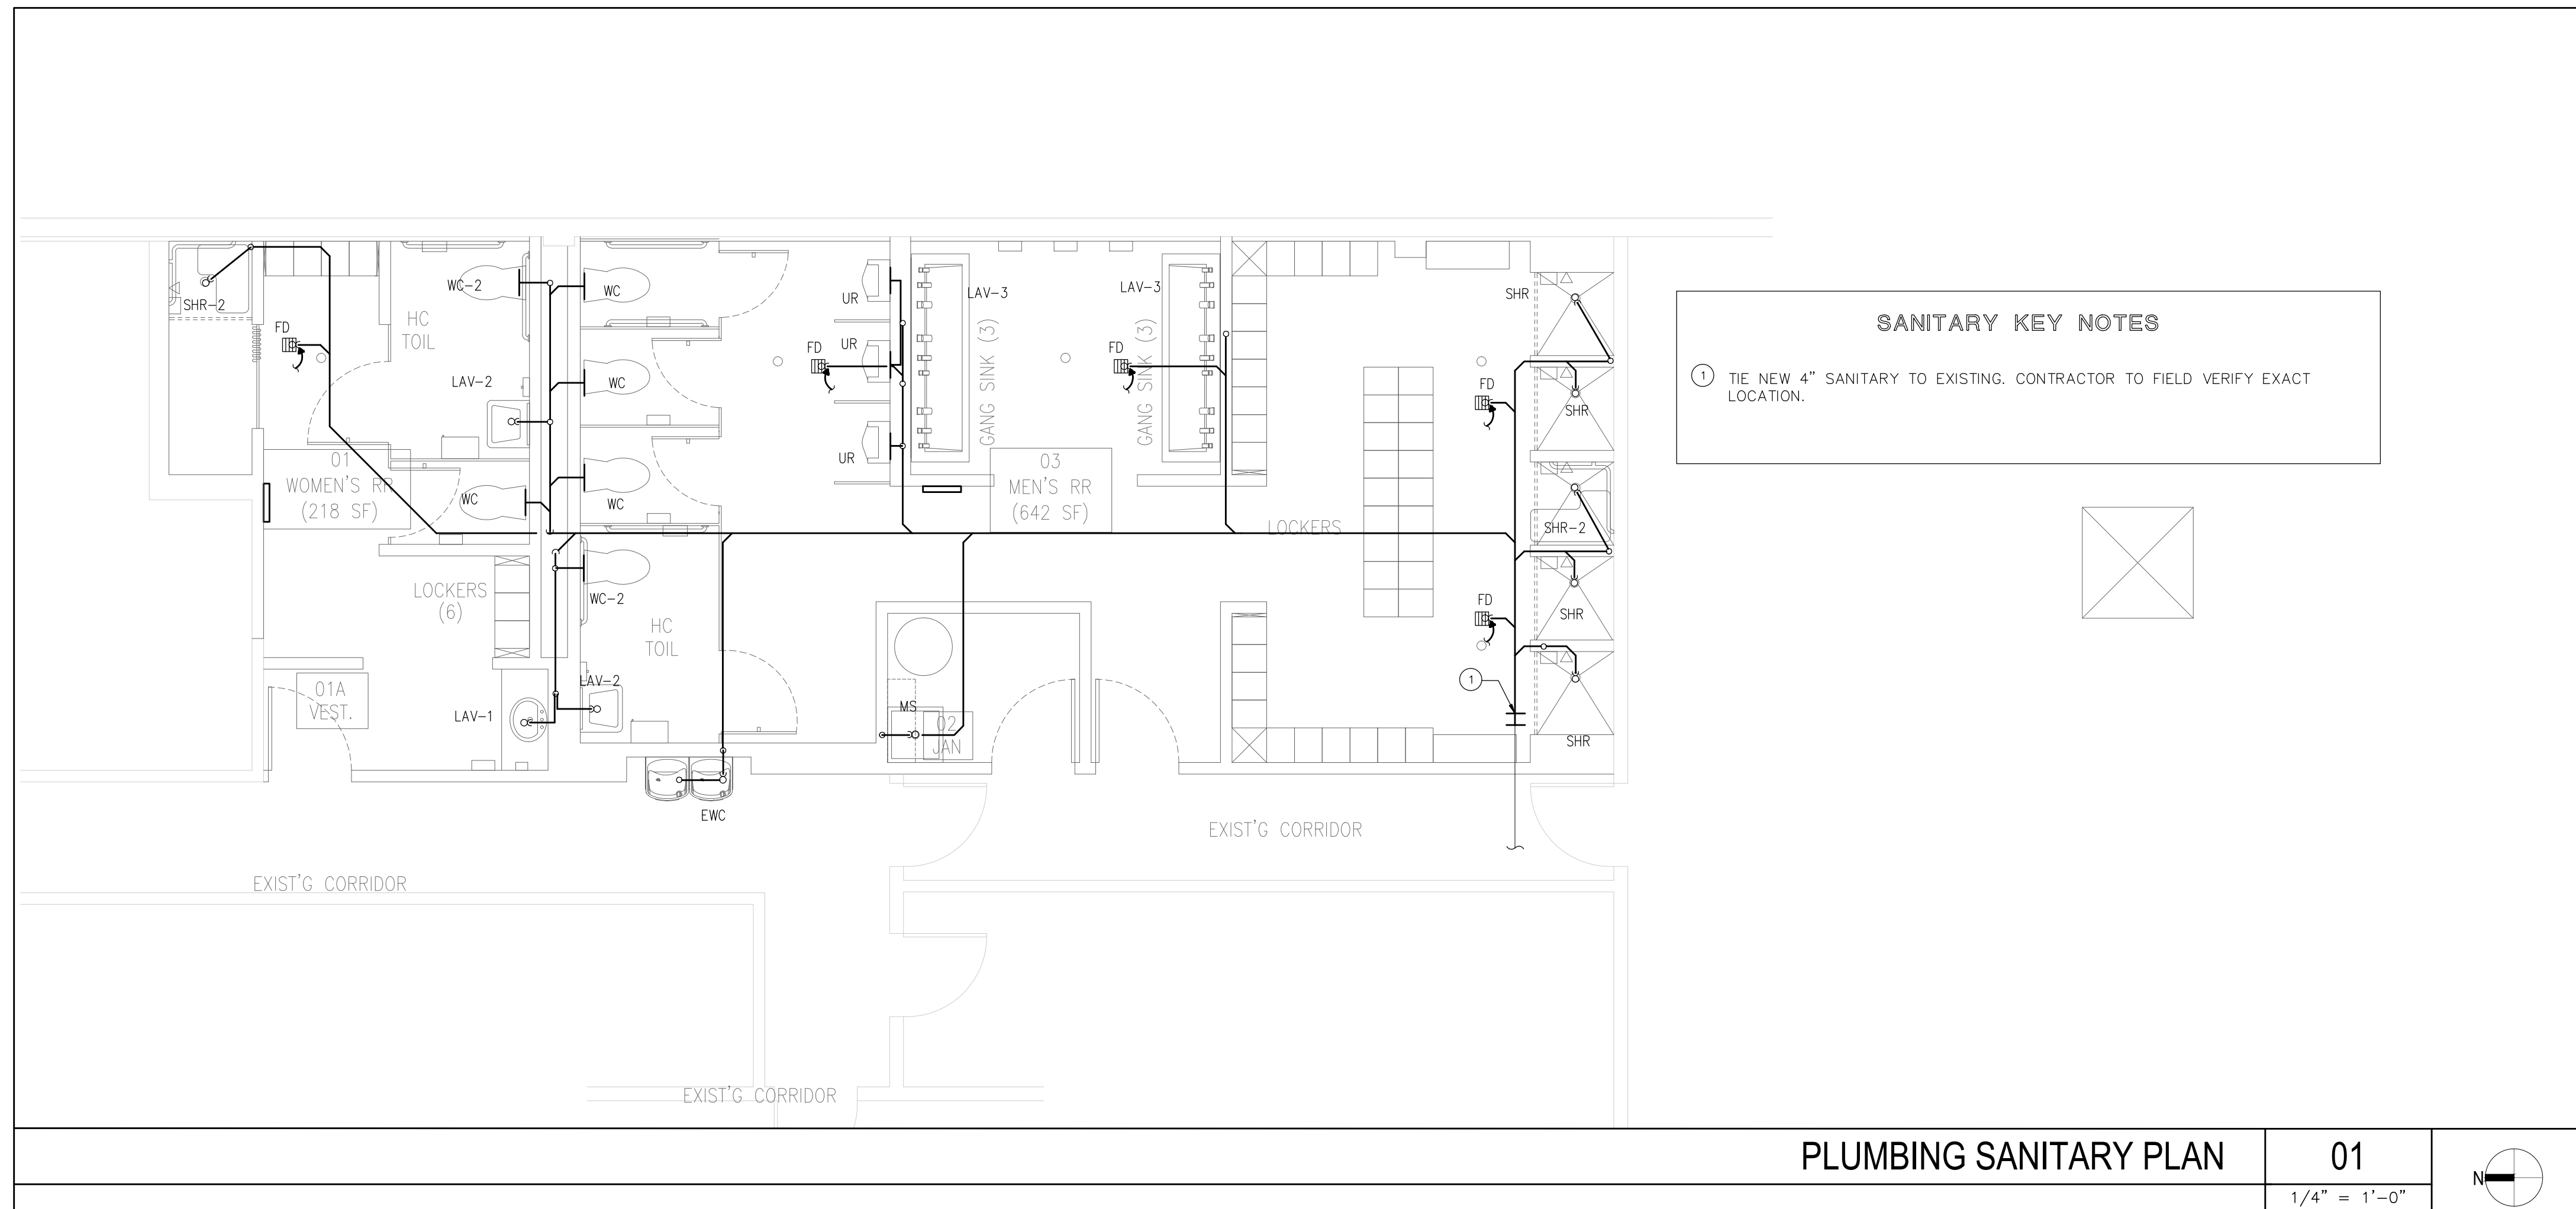 SHR-2
FD
WC-2
HC
TOIL
LAV-2
01
WOMEN'S RR
(218 SF)
WC
LOCKERS
(6)
01A
VEST.
LAV-1
WC
WC
WC
WC-2
HC
TOIL
LAV-2
EWC
UR
UR
UR
FD
LAV-3
GANG SINK (3)
LAV-3
FD
GANG SINK (3)
03
MEN'S RR
(642 SF)
LOCKERS
MS
02
JAN
SHR
FD
SHR
SHR-2
FD
SHR
1
SHR
EXIST'G CORRIDOR
EXIST'G CORRIDOR
EXIST'G CORRIDOR
SANITARY KEY NOTES
1 TIE NEW 4" SANITARY TO EXISTING. CONTRACTOR TO FIELD VERIFY EXACT
LOCATION.
PLUMBING SANITARY PLAN
01
1/4" = 1'-0"
N